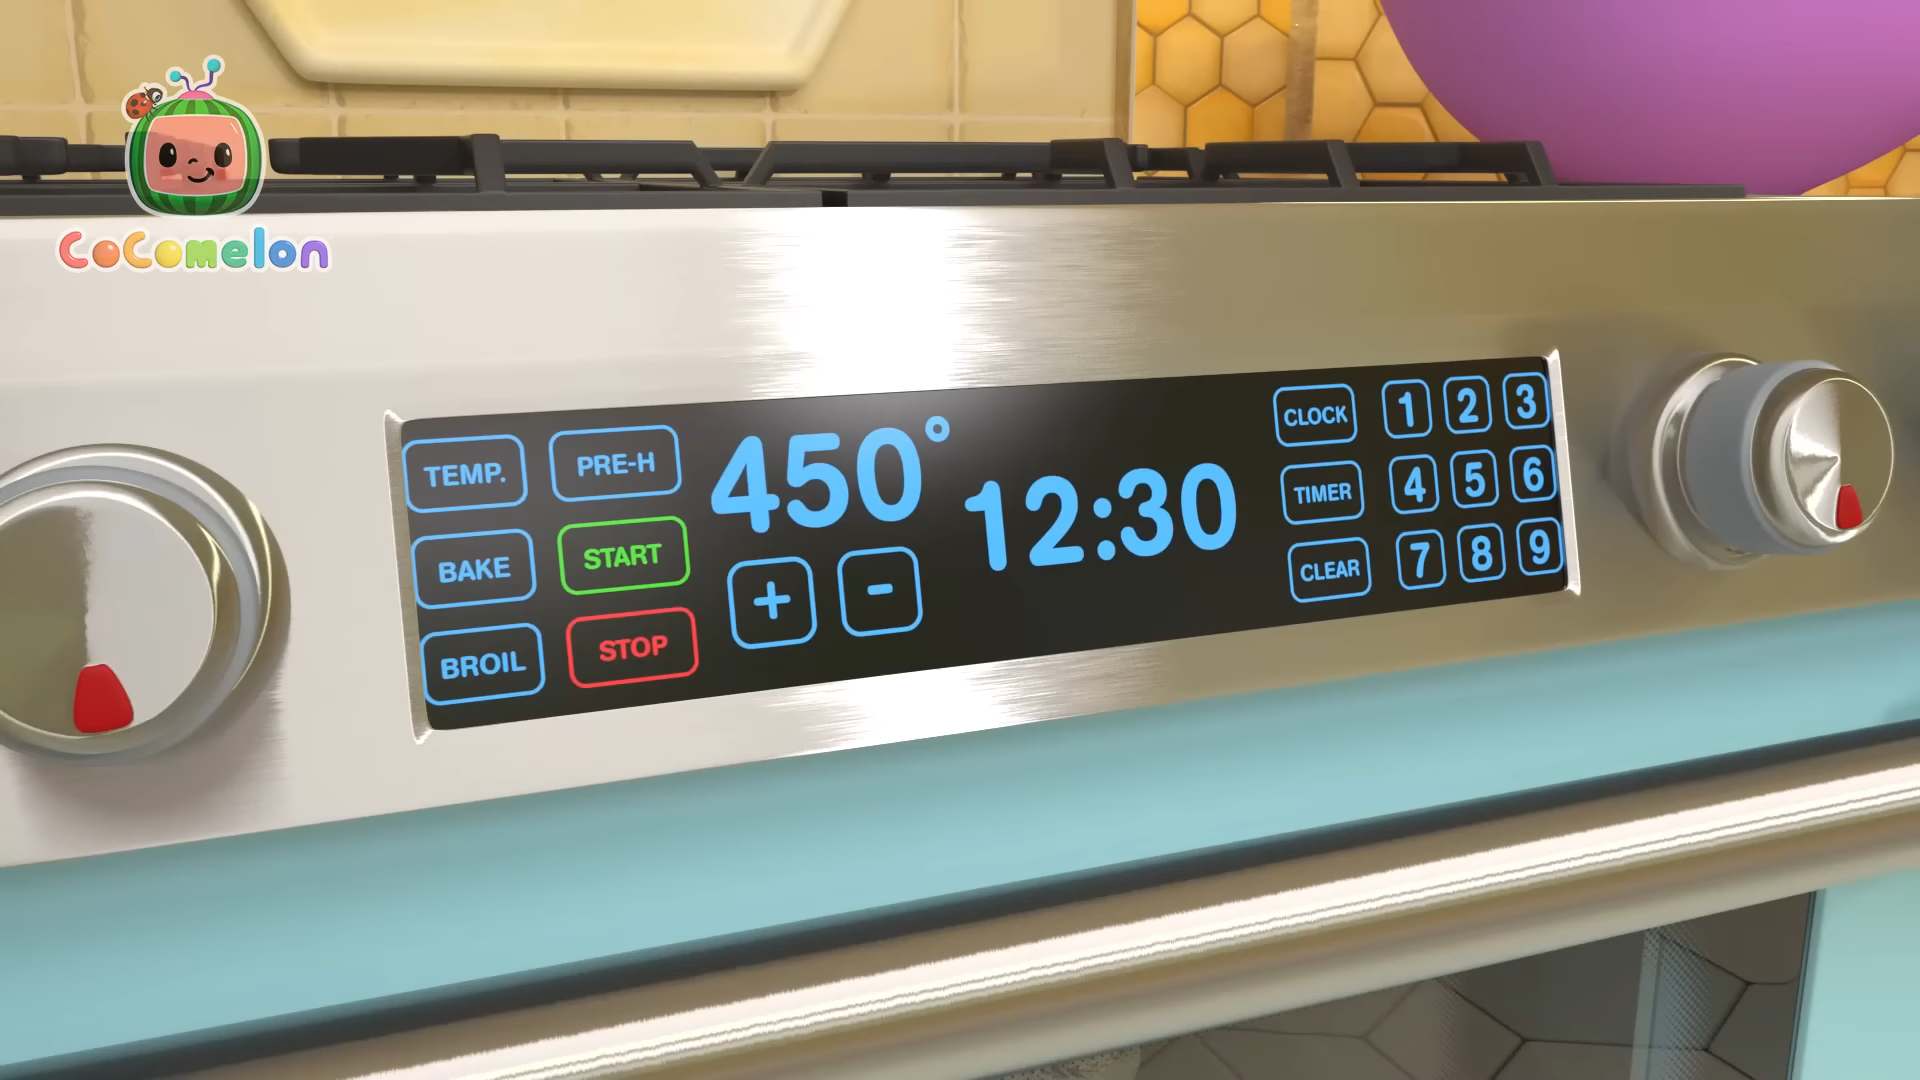 CoComelon
TEMP. PRE-H 450° 12:30 CLOCK 1 2 3
BAKE START + - TIMER 4 5 6
BROIL STOP CLEAR 7 8 9